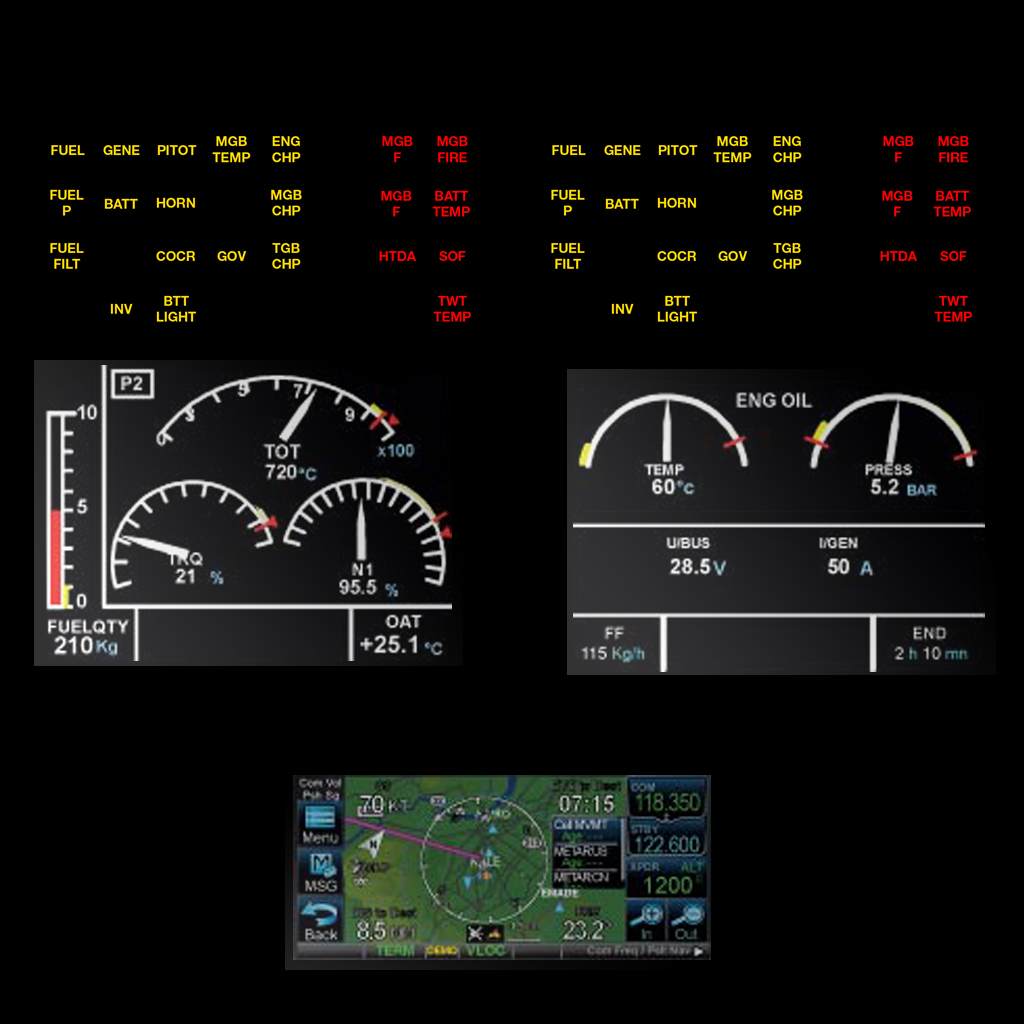 FUEL GENE PITOT MGB TEMP ENG CHP MGB F MGB FIRE
FUEL P BATT HORN MGB CHP MGB F BATT TEMP
FUEL FILT COCR GOV TGB CHP HTDA SOF
INV BTT LIGHT TWT TEMP
FUEL GENE PITOT MGB TEMP ENG CHP MGB F MGB FIRE
FUEL P BATT HORN MGB CHP MGB F BATT TEMP
FUEL FILT COCR GOV TGB CHP HTDA SOF
INV BTT LIGHT TWT TEMP
P2
10
5
0
0 3 5 7 9
x100
TOT
720°C
TRQ
21 %
N1
95.5 %
FUELQTY
210 Kg
OAT
+25.1 °C
ENG OIL
TEMP
60°C
PRESS
5.2 BAR
U/BUS
28.5 V
I/GEN
50 A
FF
115 Kg/h
END
2 h 10 mn
Com Vol
Psh Sq
Menu
MSG
Back
70 KT
N
8.5
07:15
Cell MVMT
Age: ---
METARUS
Age: ---
METARCN
23.2°
COM
118.350
STBY
122.600
XPDR ALT
1200
In Out
TERM DEMO VLOC
Com Freq / Psh Nav